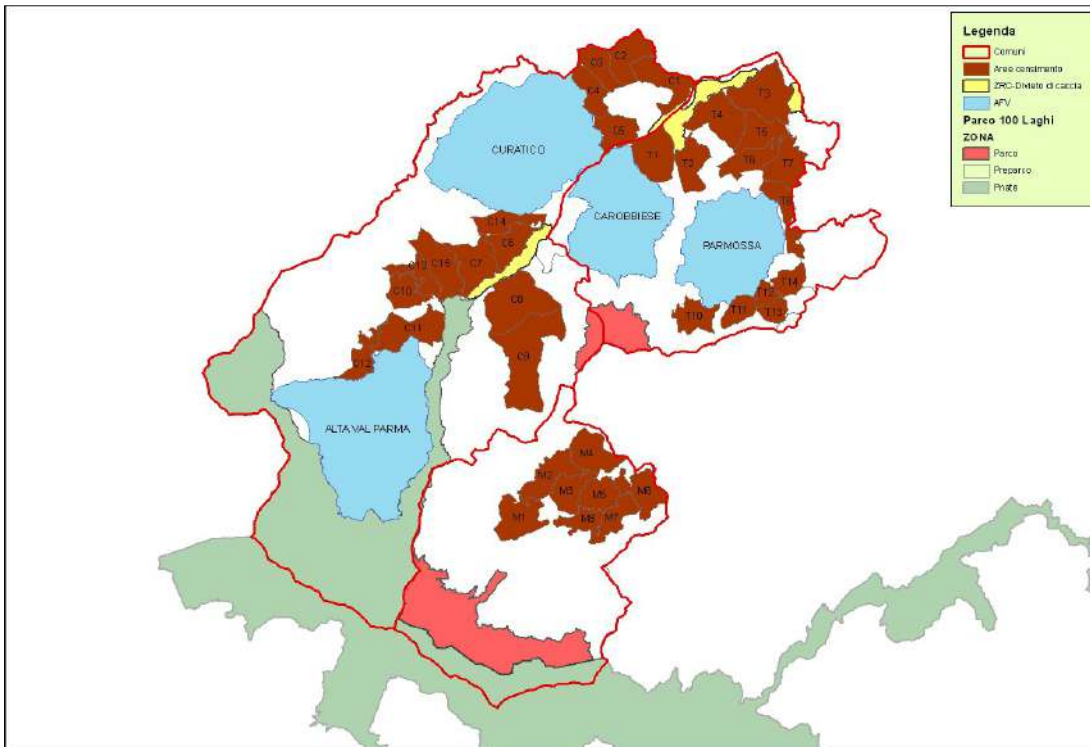 Legenda
Comuni
Aree censimento
ZRC-Divieto di caccia
AFV
Parco 100 Laghi
ZONA
Parco
Preparco
Pnate
C3
C2
C1
C4
C5
T3
T4
T5
T1
T2
T6
T7
T8
CURATICO
CAROBBIESE
PARMOSSA
C14
C6
C7
C15
C13
C10
C8
C11
C9
C12
T14
T12
T10
T11
T13
ALTA VAL PARMA
M4
M2
M3
M5
M6
M1
M8
M7